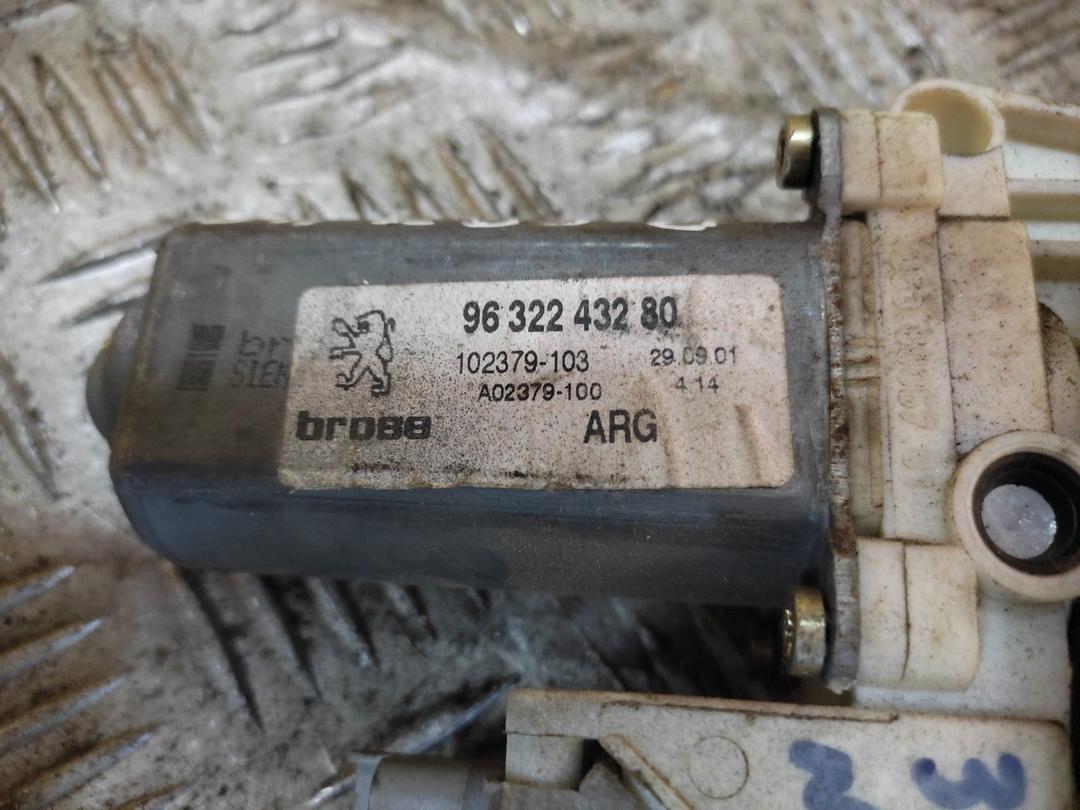 96 322 432 80
102379-103 29.09.01
A02379-100 4 14
brose ARG